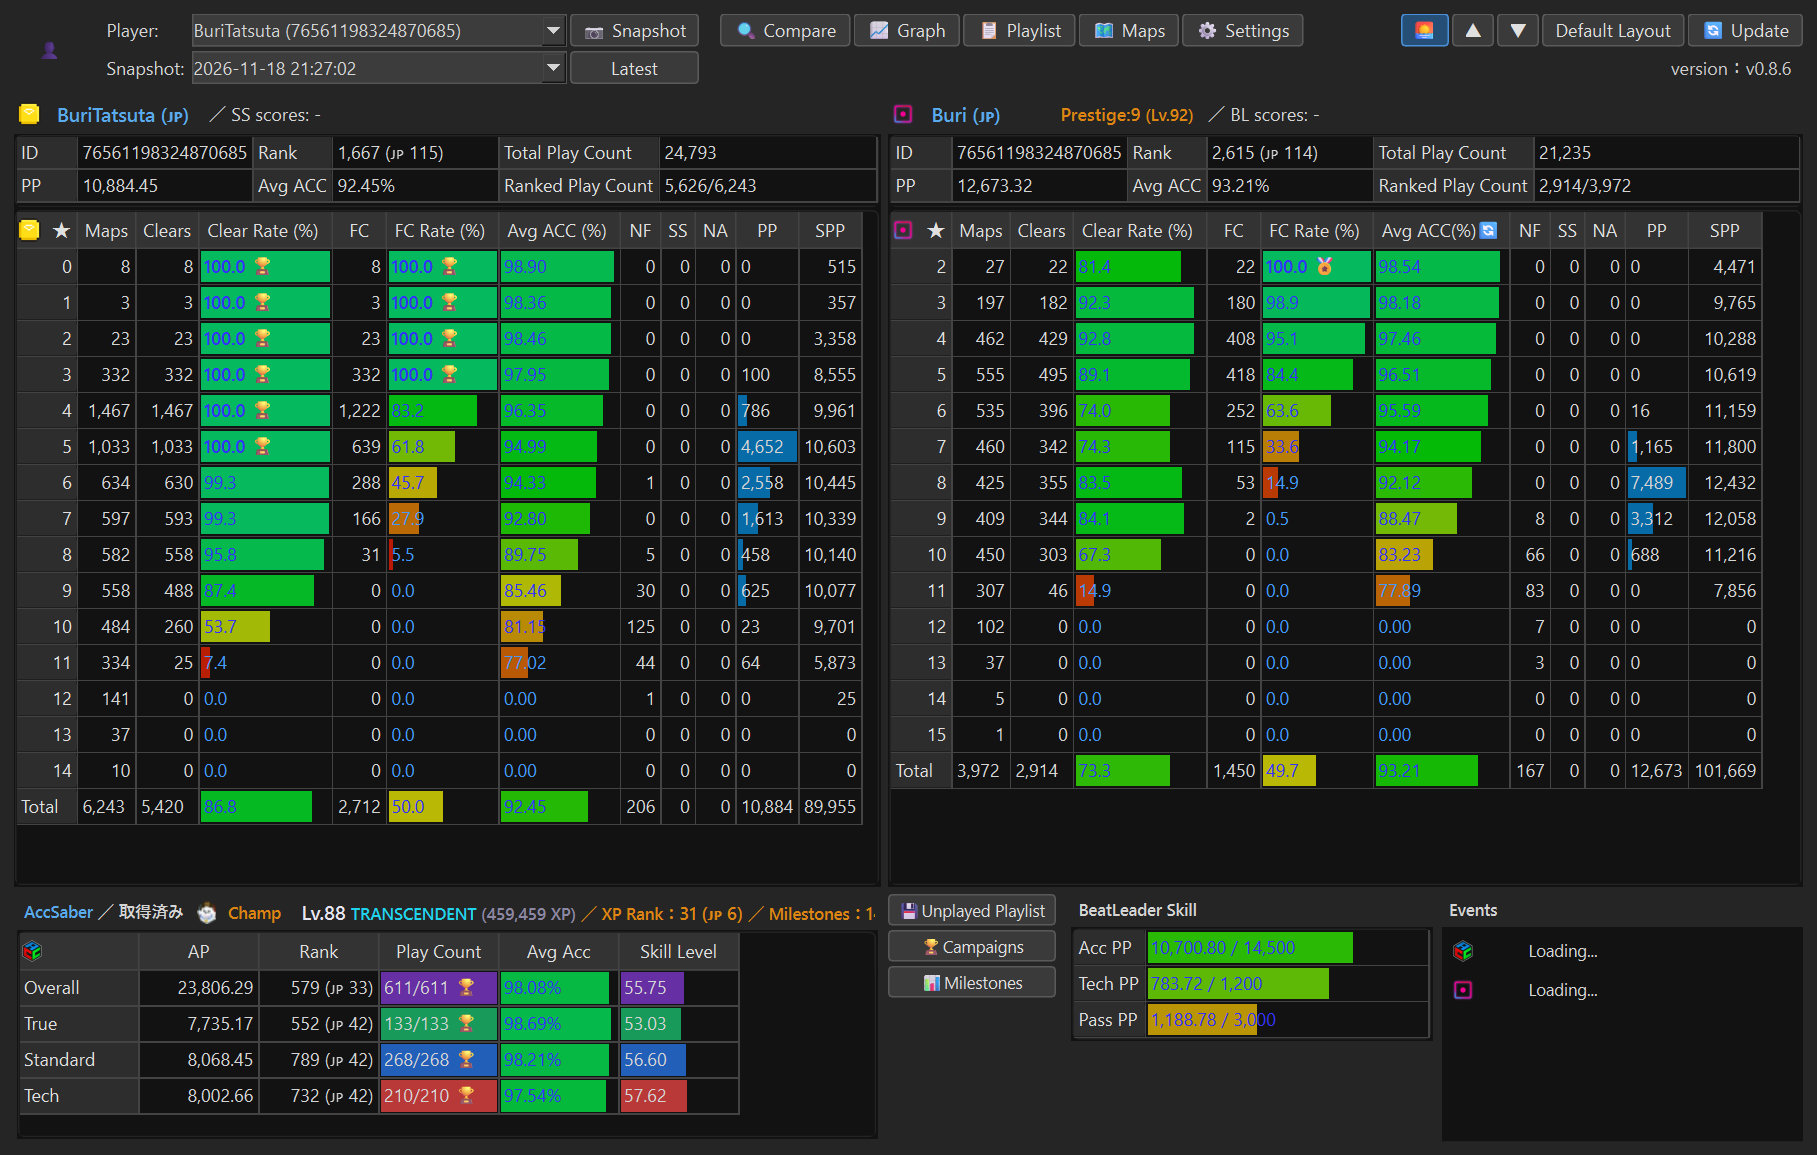 Player: BuriTatsuta (76561198324870685) Snapshot Compare Graph Playlist Maps Settings ▲ ▼ Default Layout Update
Snapshot: 2026-11-18 21:27:02 Latest version：v0.8.6
BuriTatsuta (JP) ／ SS scores: -
ID 76561198324870685 Rank 1,667 (JP 115) Total Play Count 24,793
PP 10,884.45 Avg ACC 92.45% Ranked Play Count 5,626/6,243
★ Maps Clears Clear Rate (%) FC FC Rate (%) Avg ACC (%) NF SS NA PP SPP
0 8 8 100.0 8 100.0 98.90 0 0 0 0 515
1 3 3 100.0 3 100.0 98.36 0 0 0 0 357
2 23 23 100.0 23 100.0 98.46 0 0 0 0 3,358
3 332 332 100.0 332 100.0 97.95 0 0 0 100 8,555
4 1,467 1,467 100.0 1,222 83.2 96.35 0 0 0 786 9,961
5 1,033 1,033 100.0 639 61.8 94.99 0 0 0 4,652 10,603
6 634 630 99.3 288 45.7 94.33 1 0 0 2,558 10,445
7 597 593 99.3 166 27.9 92.80 0 0 0 1,613 10,339
8 582 558 95.8 31 5.5 89.75 5 0 0 458 10,140
9 558 488 87.4 0 0.0 85.46 30 0 0 625 10,077
10 484 260 53.7 0 0.0 81.15 125 0 0 23 9,701
11 334 25 7.4 0 0.0 77.02 44 0 0 64 5,873
12 141 0 0.0 0 0.0 0.00 1 0 0 0 25
13 37 0 0.0 0 0.0 0.00 0 0 0 0 0
14 10 0 0.0 0 0.0 0.00 0 0 0 0 0
Total 6,243 5,420 86.8 2,712 50.0 92.45 206 0 0 10,884 89,955
Buri (JP) Prestige:9 (Lv.92) ／ BL scores: -
ID 76561198324870685 Rank 2,615 (JP 114) Total Play Count 21,235
PP 12,673.32 Avg ACC 93.21% Ranked Play Count 2,914/3,972
★ Maps Clears Clear Rate (%) FC FC Rate (%) Avg ACC(%) NF SS NA PP SPP
2 27 22 81.4 22 100.0 98.54 0 0 0 0 4,471
3 197 182 92.3 180 98.9 98.18 0 0 0 0 9,765
4 462 429 92.8 408 95.1 97.46 0 0 0 0 10,288
5 555 495 89.1 418 84.4 96.51 0 0 0 0 10,619
6 535 396 74.0 252 63.6 95.59 0 0 0 16 11,159
7 460 342 74.3 115 33.6 94.17 0 0 0 1,165 11,800
8 425 355 83.5 53 14.9 92.12 0 0 0 7,489 12,432
9 409 344 84.1 2 0.5 88.47 8 0 0 3,312 12,058
10 450 303 67.3 0 0.0 83.23 66 0 0 688 11,216
11 307 46 14.9 0 0.0 77.89 83 0 0 0 7,856
12 102 0 0.0 0 0.0 0.00 7 0 0 0 0
13 37 0 0.0 0 0.0 0.00 3 0 0 0 0
14 5 0 0.0 0 0.0 0.00 0 0 0 0 0
15 1 0 0.0 0 0.0 0.00 0 0 0 0 0
Total 3,972 2,914 73.3 1,450 49.7 93.21 167 0 0 12,673 101,669
AccSaber ／ 取得済み Champ Lv.88 TRANSCENDENT (459,459 XP) ／ XP Rank：31 (JP 6) ／ Milestones：
AP Rank Play Count Avg Acc Skill Level
Overall 23,806.29 579 (JP 33) 611/611 98.08% 55.75
True 7,735.17 552 (JP 42) 133/133 98.69% 53.03
Standard 8,068.45 789 (JP 42) 268/268 98.21% 56.60
Tech 8,002.66 732 (JP 42) 210/210 97.54% 57.62
Unplayed Playlist
Campaigns
Milestones
BeatLeader Skill
Acc PP 10,700.80 / 14,500
Tech PP 783.72 / 1,200
Pass PP 1,188.78 / 3,000
Events
Loading...
Loading...